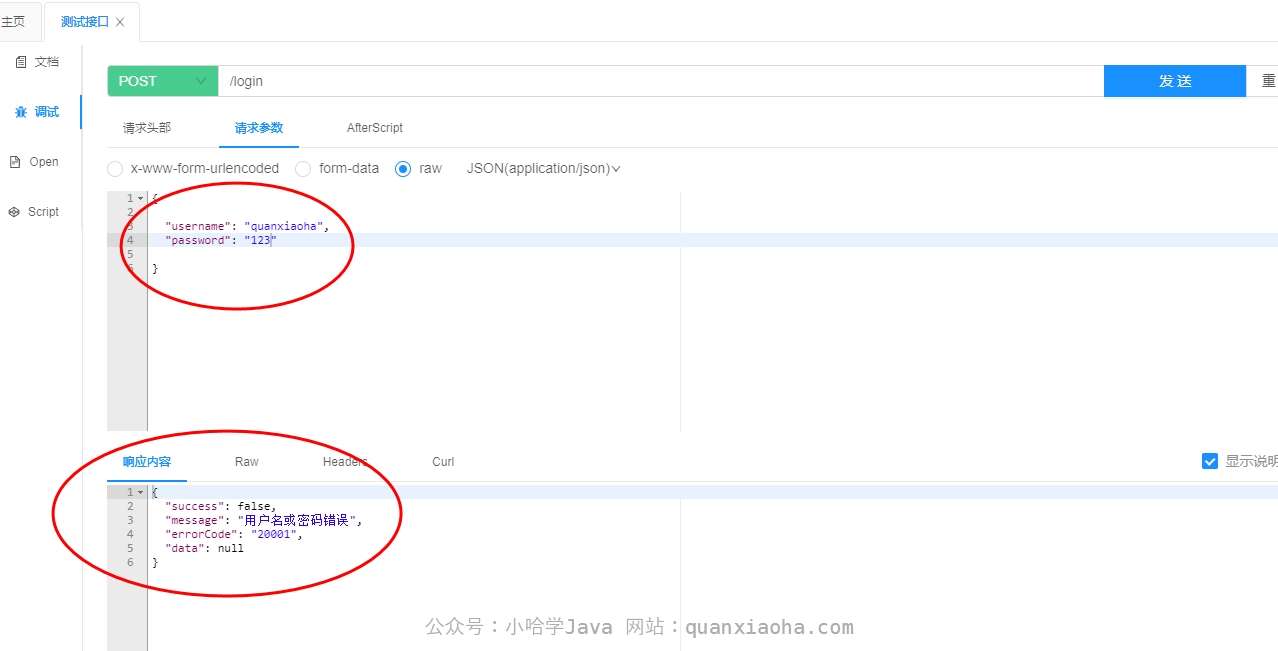 主页
测试接口
文档
调试
Open
Script
POST
/login
发 送
重
请求头部
请求参数
AfterScript
x-www-form-urlencoded
form-data
raw
JSON(application/json)
1 {
2
3 "username": "quanxiaoha",
4 "password": "123"
5
6 }
响应内容
Raw
Headers
Curl
显示说明
1 {
2 "success": false,
3 "message": "用户名或密码错误",
4 "errorCode": "20001",
5 "data": null
6 }
公众号：小哈学Java 网站：quanxiaoha.com